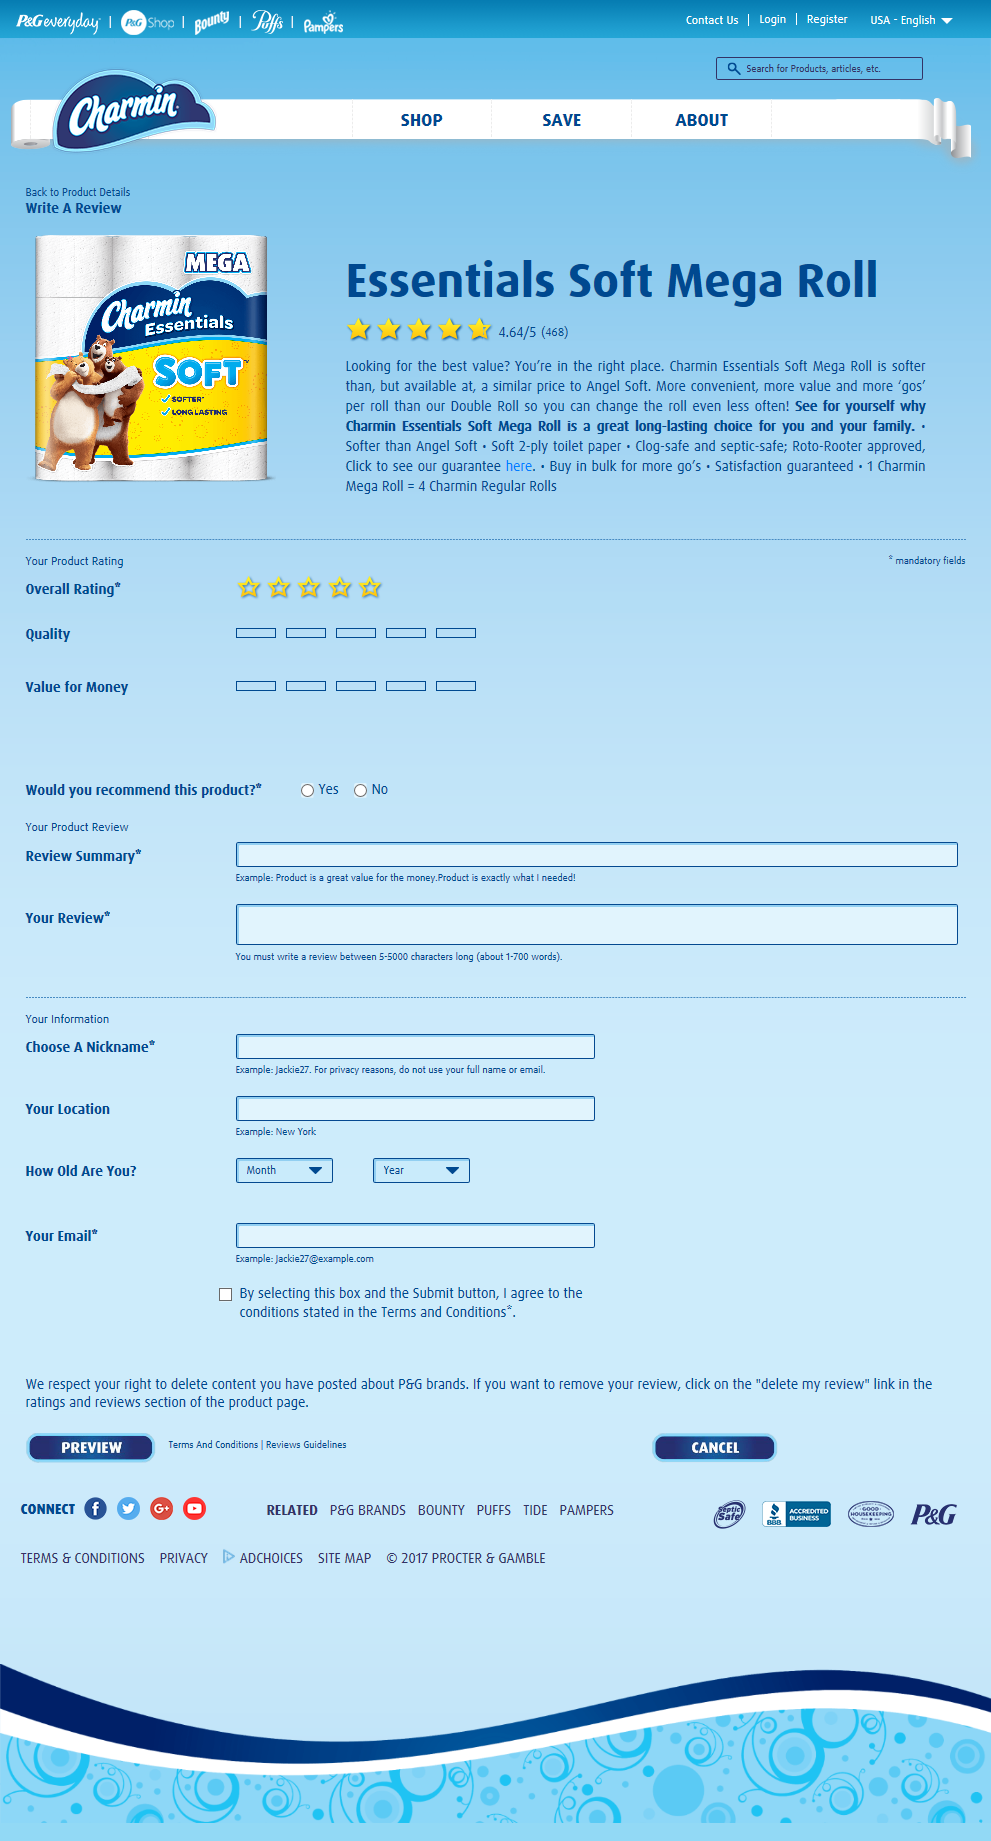 P&G everyday | P&G Shop | Bounty | Puffs | Pampers
Contact Us | Login | Register USA - English
Search for Products, articles, etc.
Charmin
SHOP SAVE ABOUT
Back to Product Details
Write A Review
MEGA
Charmin
Essentials
SOFT
SOFTER*
LONG LASTING
Essentials Soft Mega Roll
4.64/5 (468)
Looking for the best value? You're in the right place. Charmin Essentials Soft Mega Roll is softer
than, but available at, a similar price to Angel Soft. More convenient, more value and more ‘gos’
per roll than our Double Roll so you can change the roll even less often! See for yourself why
Charmin Essentials Soft Mega Roll is a great long-lasting choice for you and your family. •
Softer than Angel Soft • Soft 2-ply toilet paper • Clog-safe and septic-safe; Roto-Rooter approved,
Click to see our guarantee here. • Buy in bulk for more go's • Satisfaction guaranteed • 1 Charmin
Mega Roll = 4 Charmin Regular Rolls
Your Product Rating
* mandatory fields
Overall Rating*
Quality
Value for Money
Would you recommend this product?* Yes No
Your Product Review
Review Summary*
Example: Product is a great value for the money.Product is exactly what I needed!
Your Review*
You must write a review between 5-5000 characters long (about 1-700 words).
Your Information
Choose A Nickname*
Example: Jackie27. For privacy reasons, do not use your full name or email.
Your Location
Example: New York
How Old Are You? Month Year
Your Email*
Example: Jackie27@example.com
By selecting this box and the Submit button, I agree to the
conditions stated in the Terms and Conditions*.
We respect your right to delete content you have posted about P&G brands. If you want to remove your review, click on the "delete my review" link in the
ratings and reviews section of the product page.
PREVIEW Terms And Conditions | Reviews Guidelines CANCEL
CONNECT f G+ RELATED P&G BRANDS BOUNTY PUFFS TIDE PAMPERS
Septic Safe
BBB ACCREDITED BUSINESS
GOOD HOUSEKEEPING
P&G
TERMS & CONDITIONS PRIVACY ADCHOICES SITE MAP © 2017 PROCTER & GAMBLE